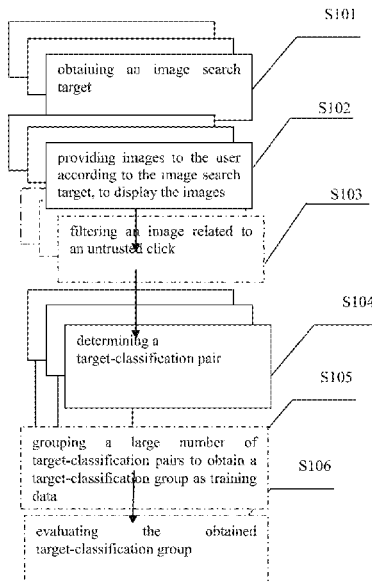 S101
obtaining an image search
target
S102
providing images to the user
according to the image search
target, to display the images
S103
filtering an image related to
an untrusted click
S104
determining a
target-classification pair
S105
grouping a large number of
target-classification pairs to obtain a
target-classification group as training
data
S106
evaluating the obtained
target-classification group